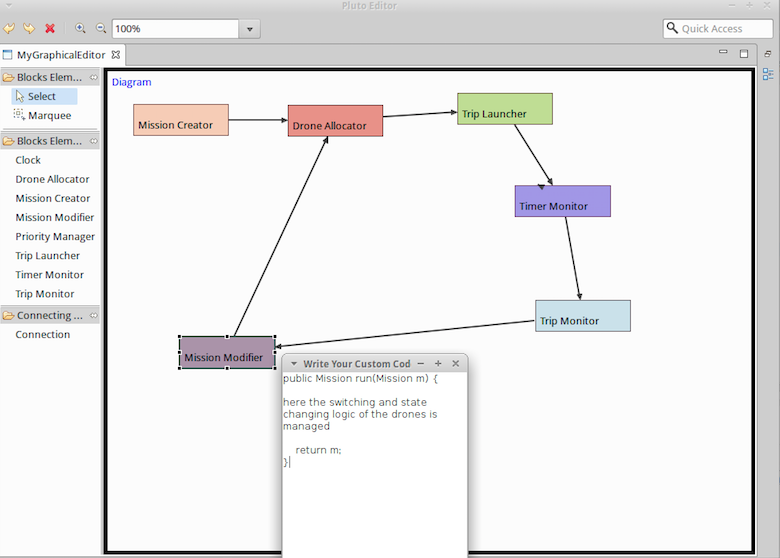 Pluto Editor
100%
Quick Access
MyGraphicalEditor
Blocks Elem...
Select
Marquee
Blocks Elem...
Clock
Drone Allocator
Mission Creator
Mission Modifier
Priority Manager
Trip Launcher
Timer Monitor
Trip Monitor
Connecting ...
Connection
Diagram
Mission Creator
Drone Allocator
Trip Launcher
Timer Monitor
Trip Monitor
Mission Modifier
Write Your Custom Cod
public Mission run(Mission m) {
here the switching and state
changing logic of the drones is
managed
return m;
}